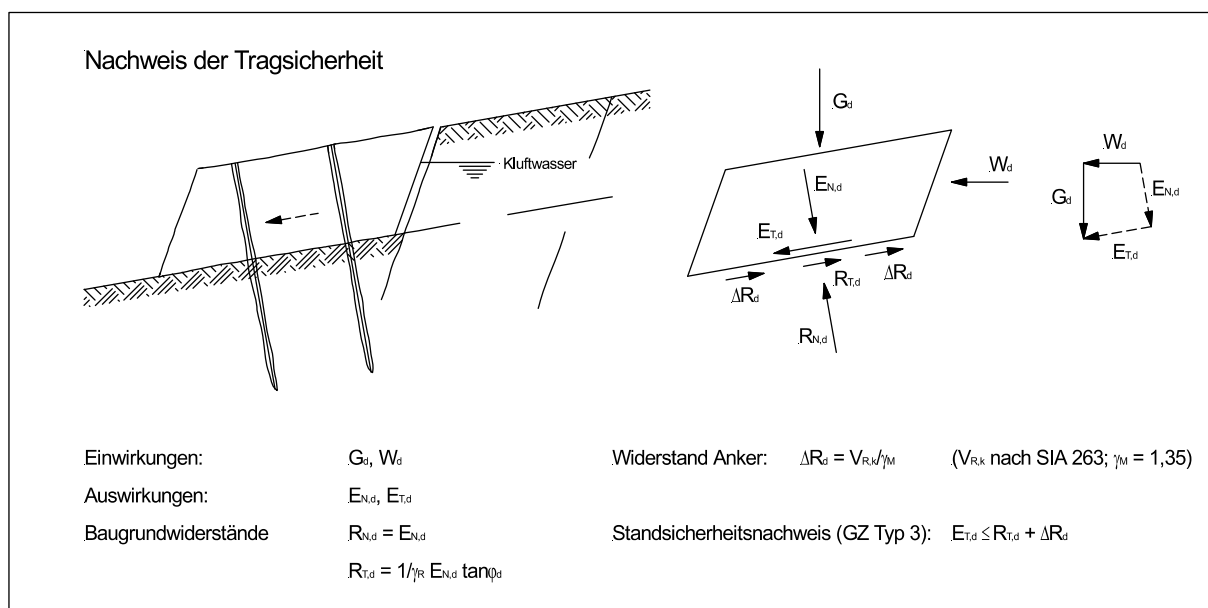 Nachweis der Tragsicherheit
Kluftwasser
Gd
Wd
EN,d
ET,d
ΔRd
RT,d
ΔRd
RN,d
Wd
Gd
EN,d
ET,d
Einwirkungen: Gd, Wd Widerstand Anker: ΔRd = VR,k/γM (VR,k nach SIA 263; γM = 1,35)
Auswirkungen: EN,d, ET,d
Baugrundwiderstände RN,d = EN,d Standsicherheitsnachweis (GZ Typ 3): ET,d ≤ RT,d + ΔRd
RT,d = 1/γR EN,d tanφd